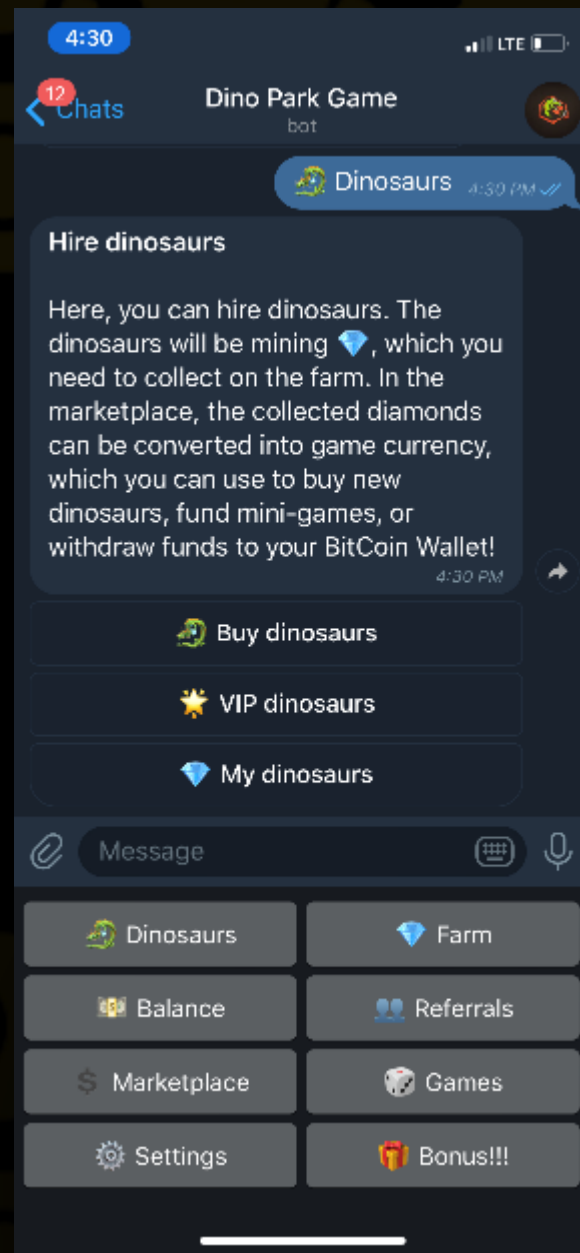 4:30
LTE
12
Chats
Dino Park Game
bot
Dinosaurs 4:30 PM
Hire dinosaurs
Here, you can hire dinosaurs. The
dinosaurs will be mining 💎, which you
need to collect on the farm. In the
marketplace, the collected diamonds
can be converted into game currency,
which you can use to buy new
dinosaurs, fund mini-games, or
withdraw funds to your BitCoin Wallet!
4:30 PM
Buy dinosaurs
VIP dinosaurs
My dinosaurs
Message
Dinosaurs
Farm
Balance
Referrals
$ Marketplace
Games
Settings
Bonus!!!